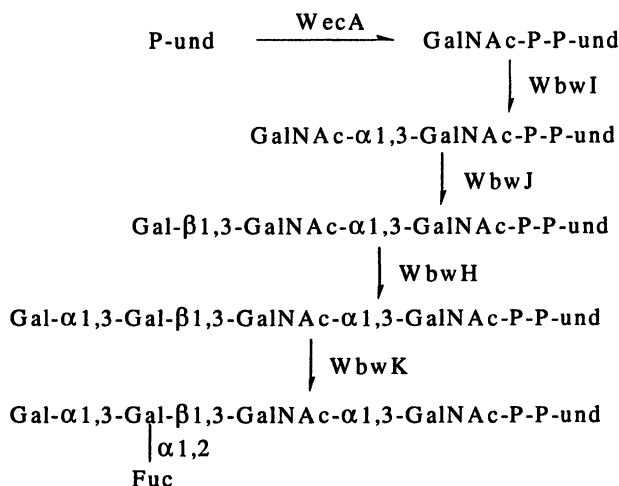 P-und WecA GalNAc-P-P-und
WbwI
GalNAc-α1,3-GalNAc-P-P-und
WbwJ
Gal-β1,3-GalNAc-α1,3-GalNAc-P-P-und
WbwH
Gal-α1,3-Gal-β1,3-GalNAc-α1,3-GalNAc-P-P-und
WbwK
Gal-α1,3-Gal-β1,3-GalNAc-α1,3-GalNAc-P-P-und
α1,2
Fuc